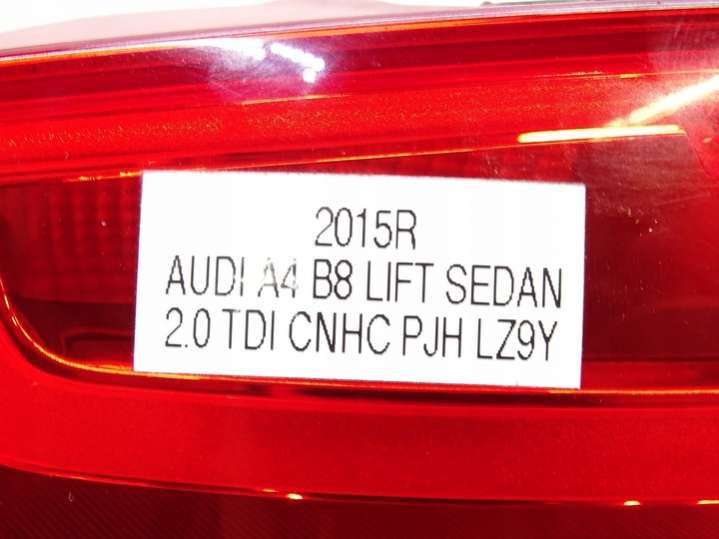 2015R
AUDI A4 B8 LIFT SEDAN
2.0 TDI CNHC PJH LZ9Y